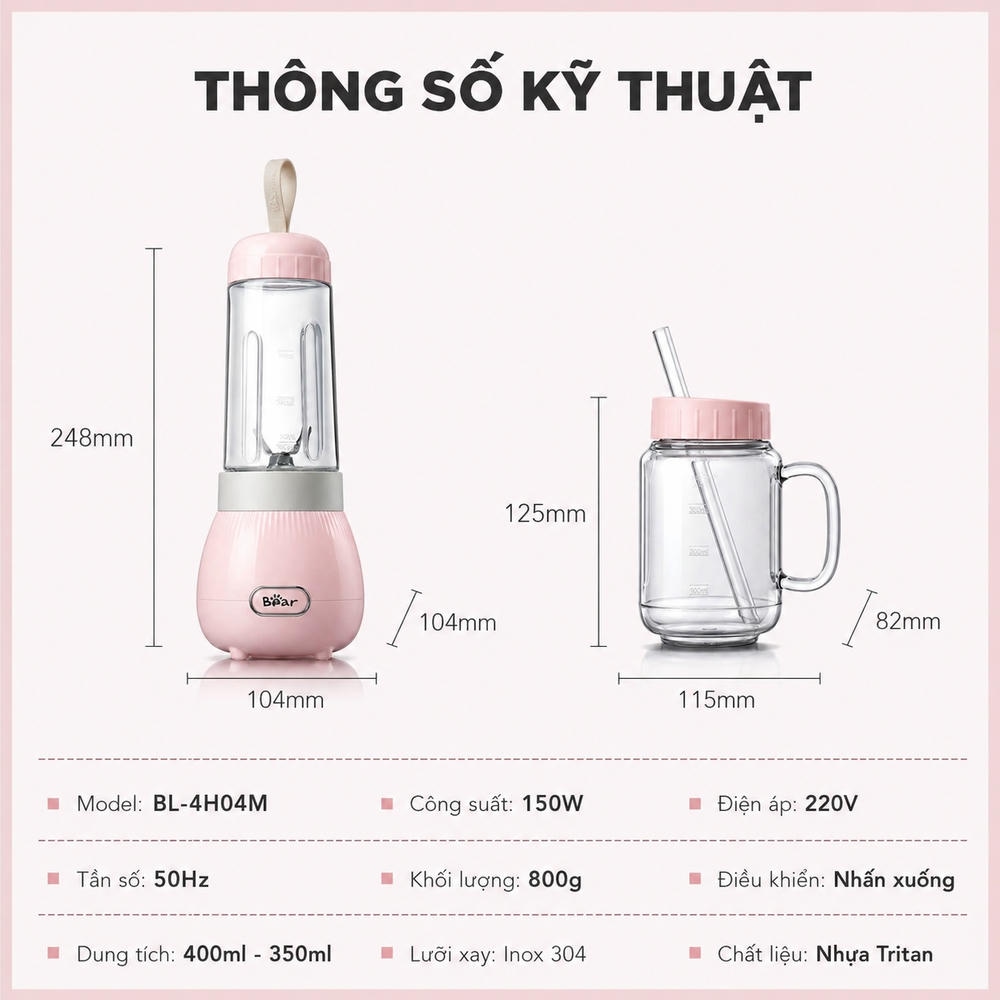 THÔNG SỐ KỸ THUẬT
248mm
125mm
Bear
104mm
82mm
104mm
115mm
Model: BL-4H04M
Công suất: 150W
Điện áp: 220V
Tần số: 50Hz
Khối lượng: 800g
Điều khiển: Nhấn xuống
Dung tích: 400ml - 350ml
Lưỡi xay: Inox 304
Chất liệu: Nhựa Tritan